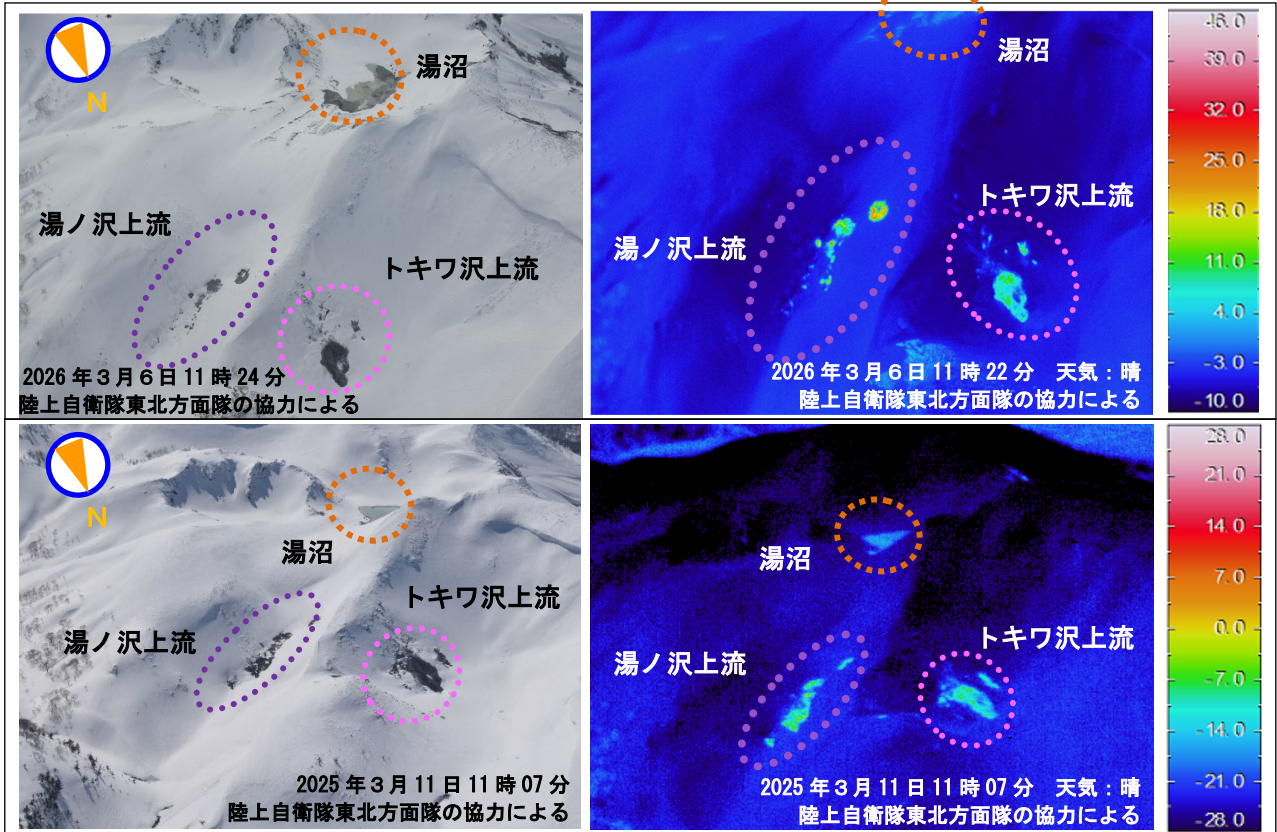 N
湯沼
湯ノ沢上流
トキワ沢上流
2026年3月6日11時24分
陸上自衛隊東北方面隊の協力による
湯沼
トキワ沢上流
湯ノ沢上流
2026年3月6日11時22分 天気:晴
陸上自衛隊東北方面隊の協力による
46.0
39.0
32.0
25.0
18.0
11.0
4.0
-3.0
-10.0
N
湯沼
トキワ沢上流
湯ノ沢上流
2025年3月11日11時07分
陸上自衛隊東北方面隊の協力による
湯沼
トキワ沢上流
湯ノ沢上流
2025年3月11日11時07分 天気:晴
陸上自衛隊東北方面隊の協力による
28.0
21.0
14.0
7.0
0.0
-7.0
-14.0
-21.0
-28.0